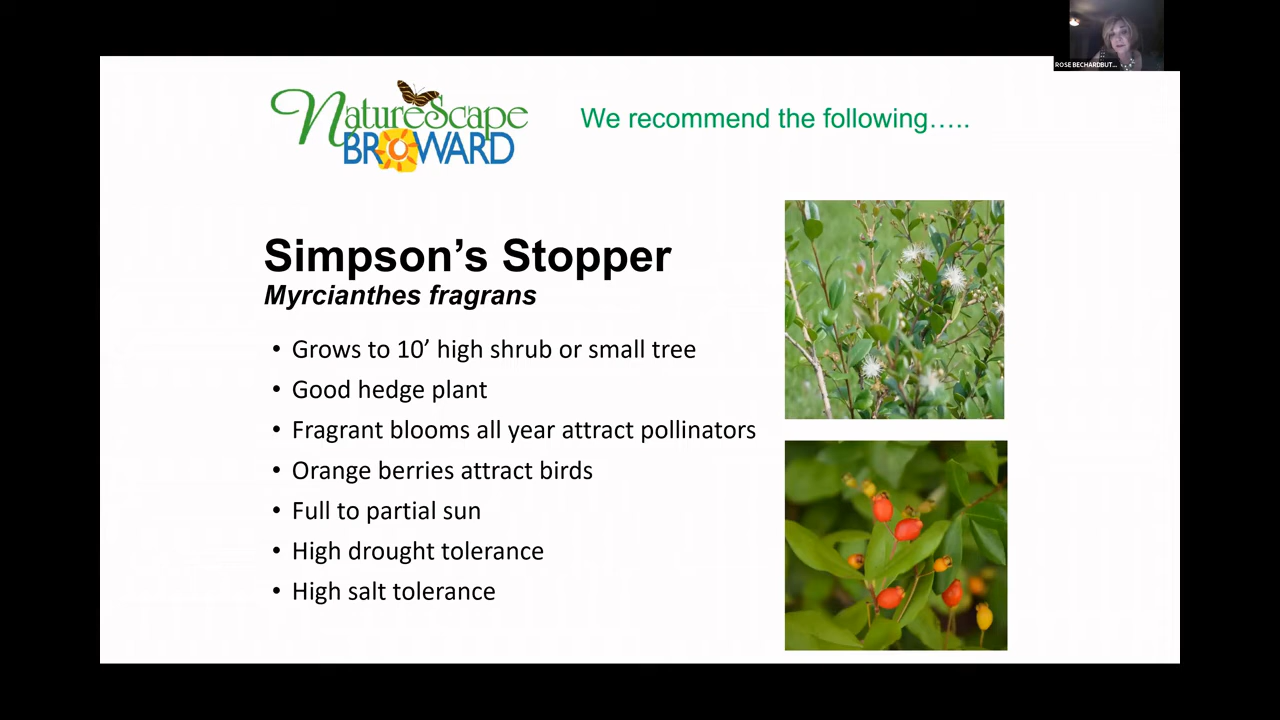 ROSE BECHARDBUT...
NatureScape
BROWARD
We recommend the following…..
Simpson’s Stopper
Myrcianthes fragrans
• Grows to 10’ high shrub or small tree
• Good hedge plant
• Fragrant blooms all year attract pollinators
• Orange berries attract birds
• Full to partial sun
• High drought tolerance
• High salt tolerance